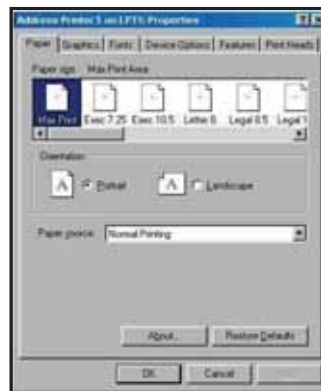 Address Printer 5 on LPT1: Properties
Paper Graphics Fonts Device Options Features Print Heads
Paper size: Max Print Area
Max Print Exec 7.25 Exec 10.5 Letter 8. Legal 8.5 Legal 1
Orientation
A Portrait A Landscape
Paper source: Normal Printing
About... Restore Defaults
OK Cancel